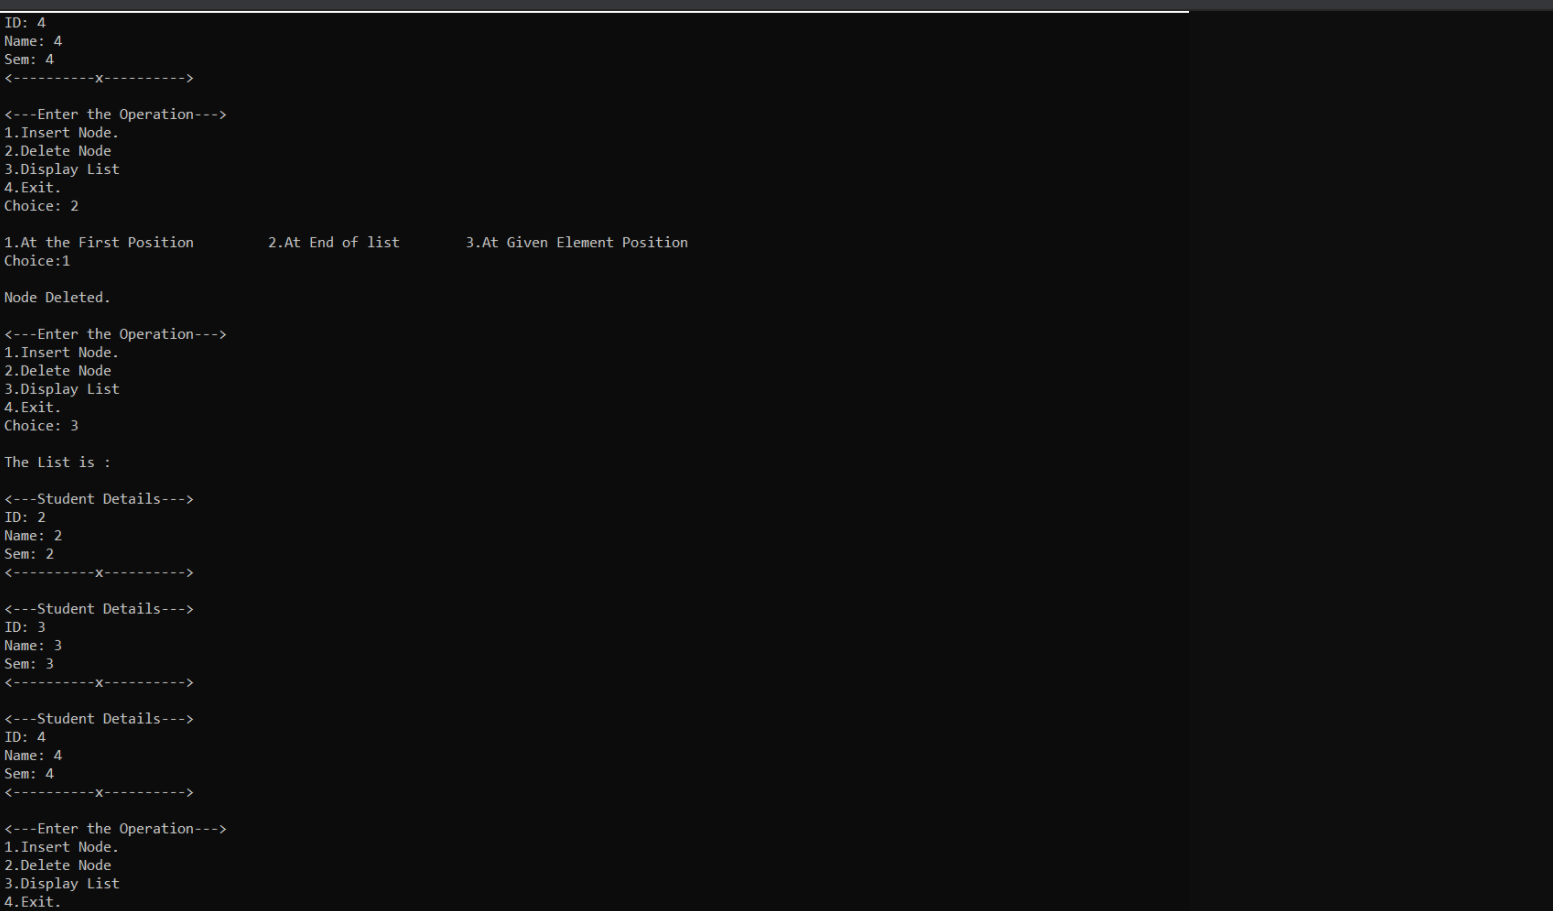 ID: 4
Name: 4
Sem: 4
<----------x---------->
<---Enter the Operation--->
1.Insert Node.
2.Delete Node
3.Display List
4.Exit.
Choice: 2
1.At the First Position         2.At End of list        3.At Given Element Position
Choice:1
Node Deleted.
<---Enter the Operation--->
1.Insert Node.
2.Delete Node
3.Display List
4.Exit.
Choice: 3
The List is :
<---Student Details--->
ID: 2
Name: 2
Sem: 2
<----------x---------->
<---Student Details--->
ID: 3
Name: 3
Sem: 3
<----------x---------->
<---Student Details--->
ID: 4
Name: 4
Sem: 4
<----------x---------->
<---Enter the Operation--->
1.Insert Node.
2.Delete Node
3.Display List
4.Exit.